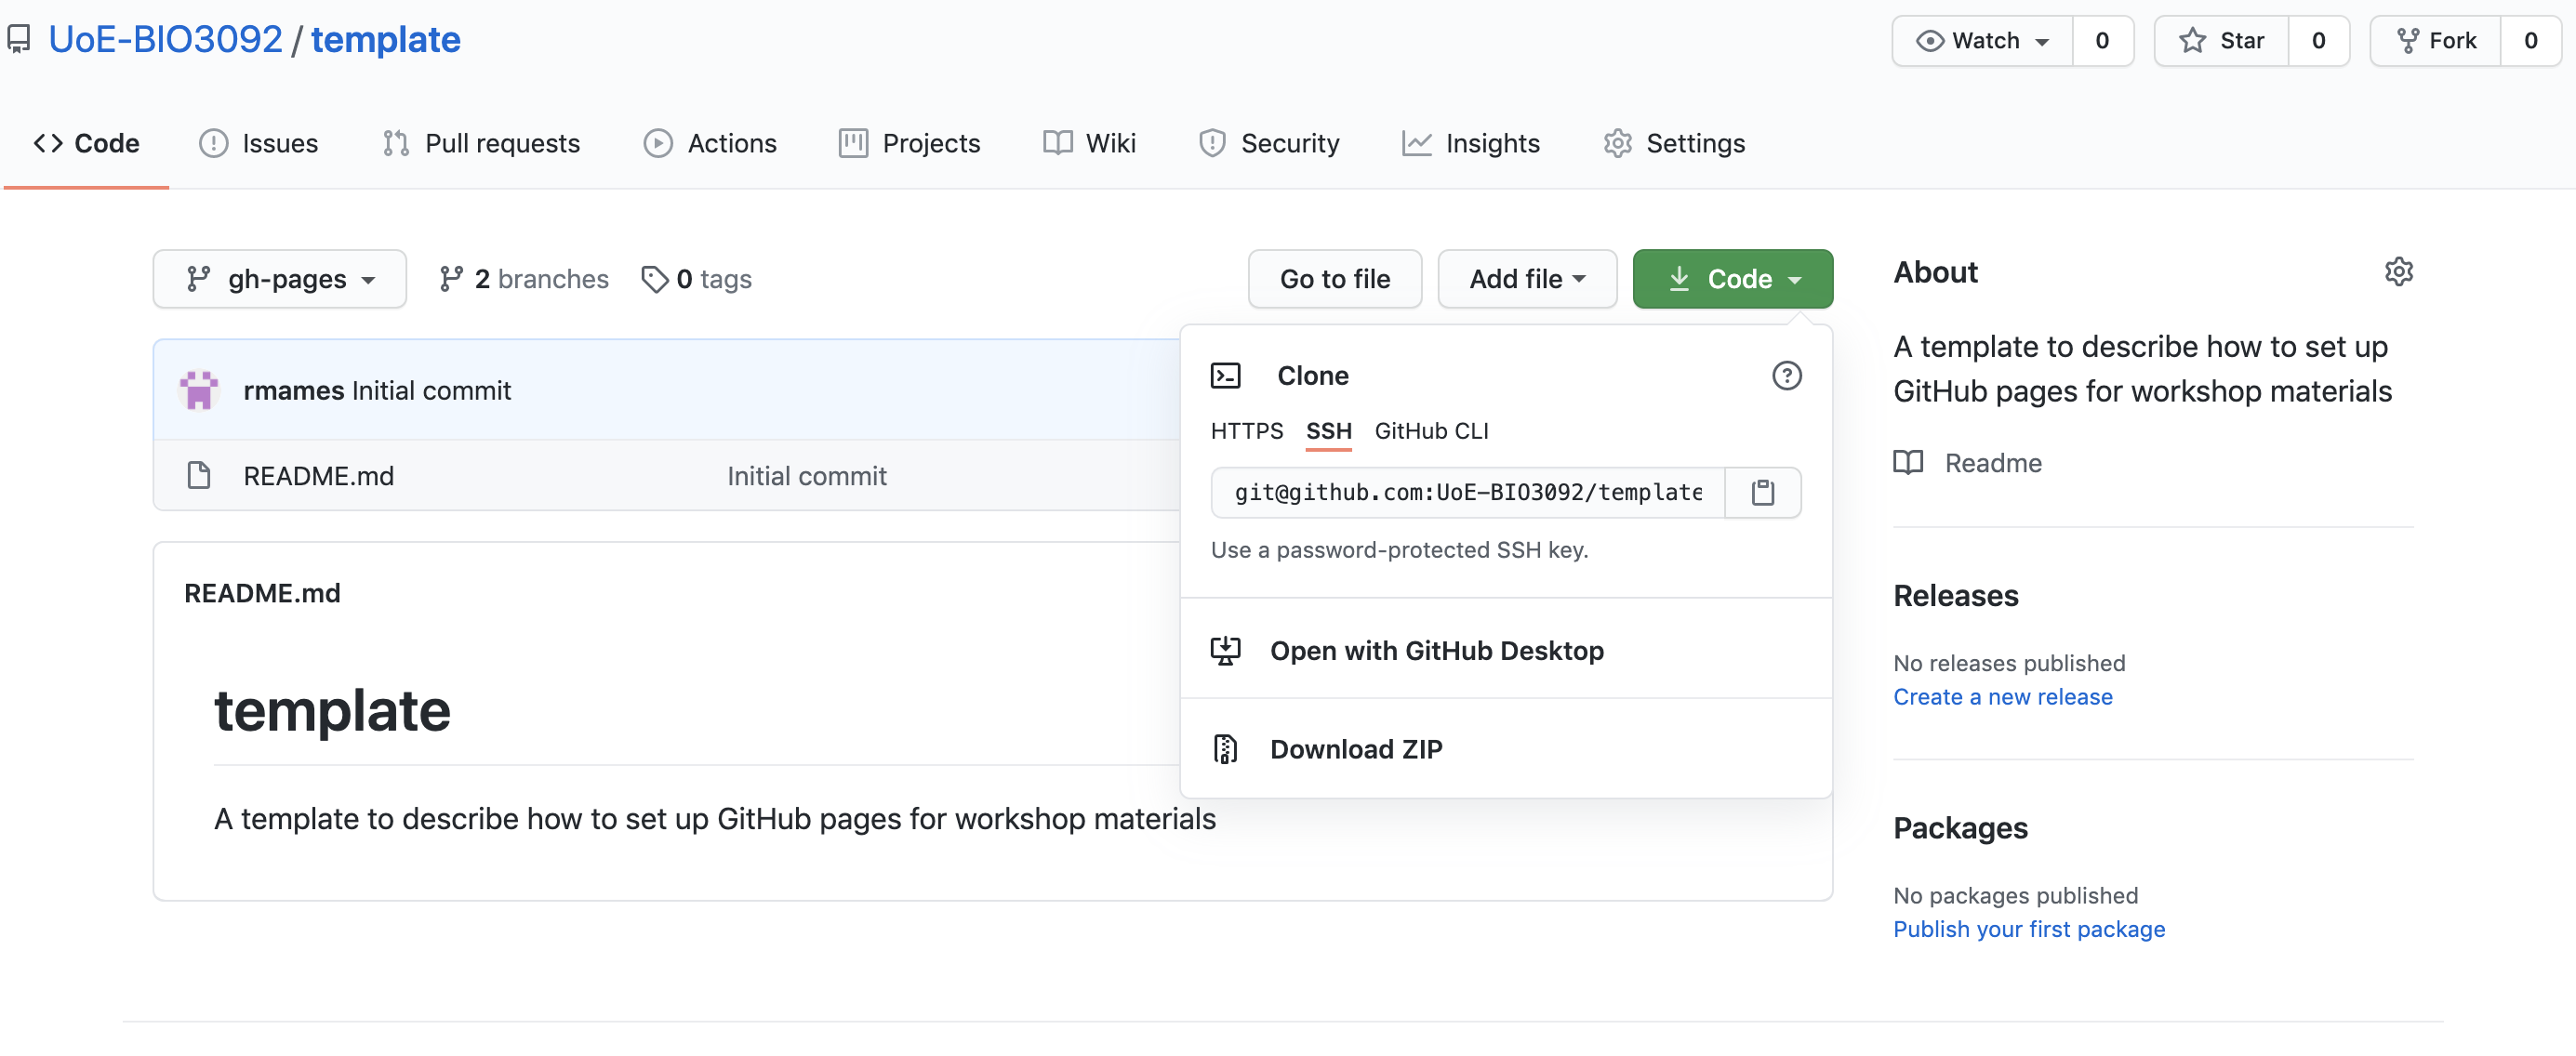 UoE-BIO3092 / template
Watch 0
Star 0
Fork 0
Code
Issues
Pull requests
Actions
Projects
Wiki
Security
Insights
Settings
gh-pages
2 branches
0 tags
Go to file
Add file
Code
rmames Initial commit
README.md Initial commit
README.md
template
A template to describe how to set up GitHub pages for workshop materials
Clone
HTTPS SSH GitHub CLI
git@github.com:UoE-BIO3092/template
Use a password-protected SSH key.
Open with GitHub Desktop
Download ZIP
About
A template to describe how to set up
GitHub pages for workshop materials
Readme
Releases
No releases published
Create a new release
Packages
No packages published
Publish your first package